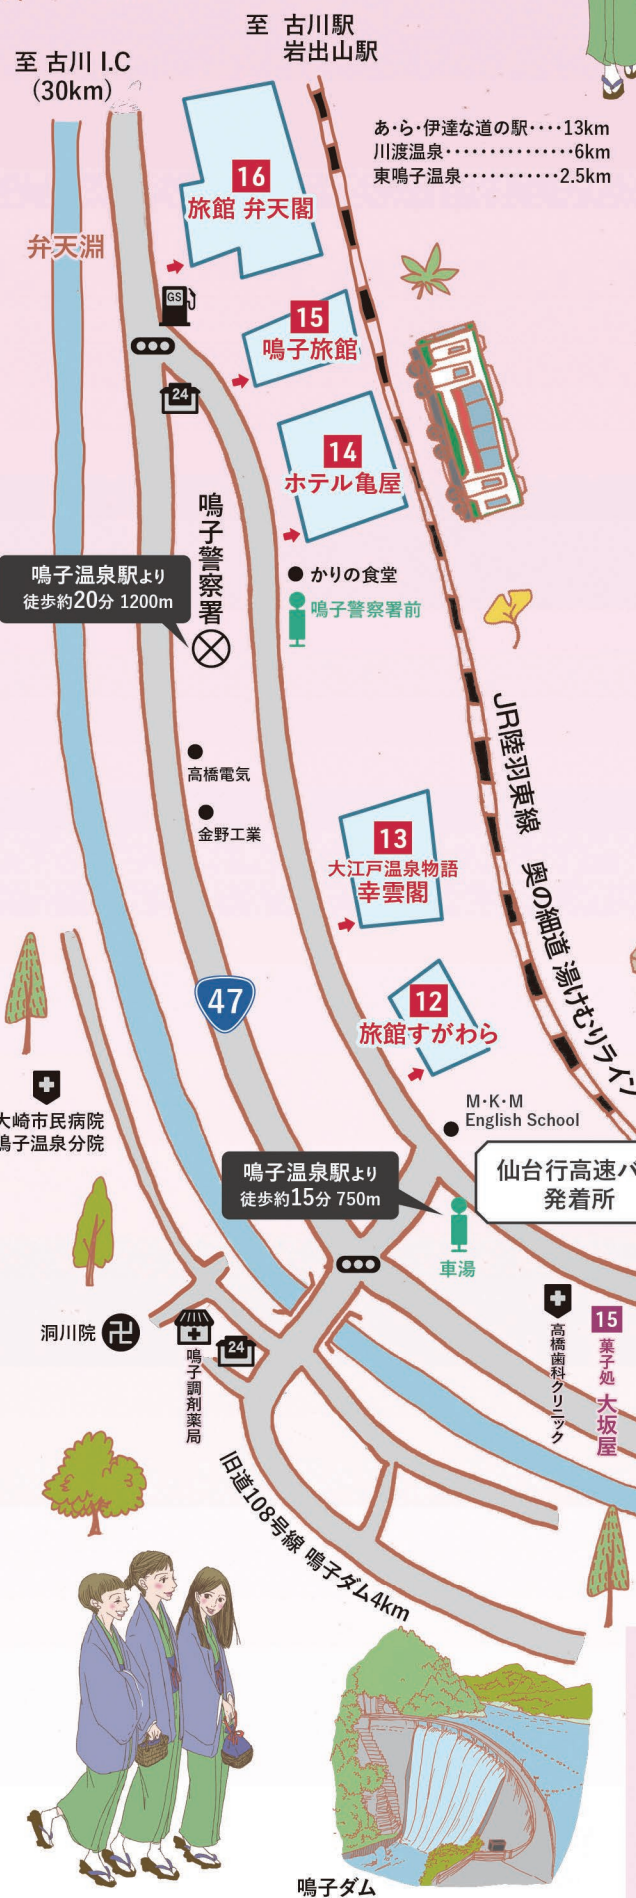 至 古川駅
岩出山駅
至 古川 I.C
(30km)
あ・ら・伊達な道の駅････13km
川渡温泉･･･････････････6km
東鳴子温泉･･･････････2.5km
16
旅館 弁天閣
弁天淵
GS
15
鳴子旅館
24
14
ホテル亀屋
鳴子警察署
かりの食堂
鳴子警察署前
鳴子温泉駅より
徒歩約20分 1200m
高橋電気
金野工業
JR陸羽東線 奥の細道 湯けむりライン
13
大江戸温泉物語
幸雲閣
47
12
旅館すがわら
大崎市民病院
鳴子温泉分院
M・K・M
English School
鳴子温泉駅より
徒歩約15分 750m
仙台行高速バ
発着所
車湯
洞川院
卍
鳴子調剤薬局
24
高橋歯科クリニック
15
菓子処 大坂屋
旧道108号線 鳴子ダム4km
鳴子ダム